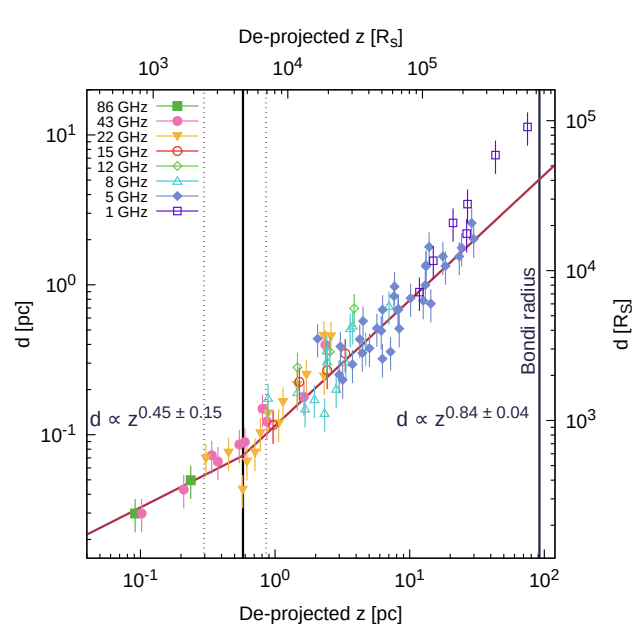 De-projected z [R_S]
10^3 10^4 10^5
86 GHz
43 GHz
22 GHz
15 GHz
12 GHz
8 GHz
5 GHz
1 GHz
10^1
10^0
10^-1
d [pc]
10^5
10^4
10^3
d [R_S]
Bondi radius
d ∝ z^0.45 ± 0.15
d ∝ z^0.84 ± 0.04
10^-1 10^0 10^1 10^2
De-projected z [pc]